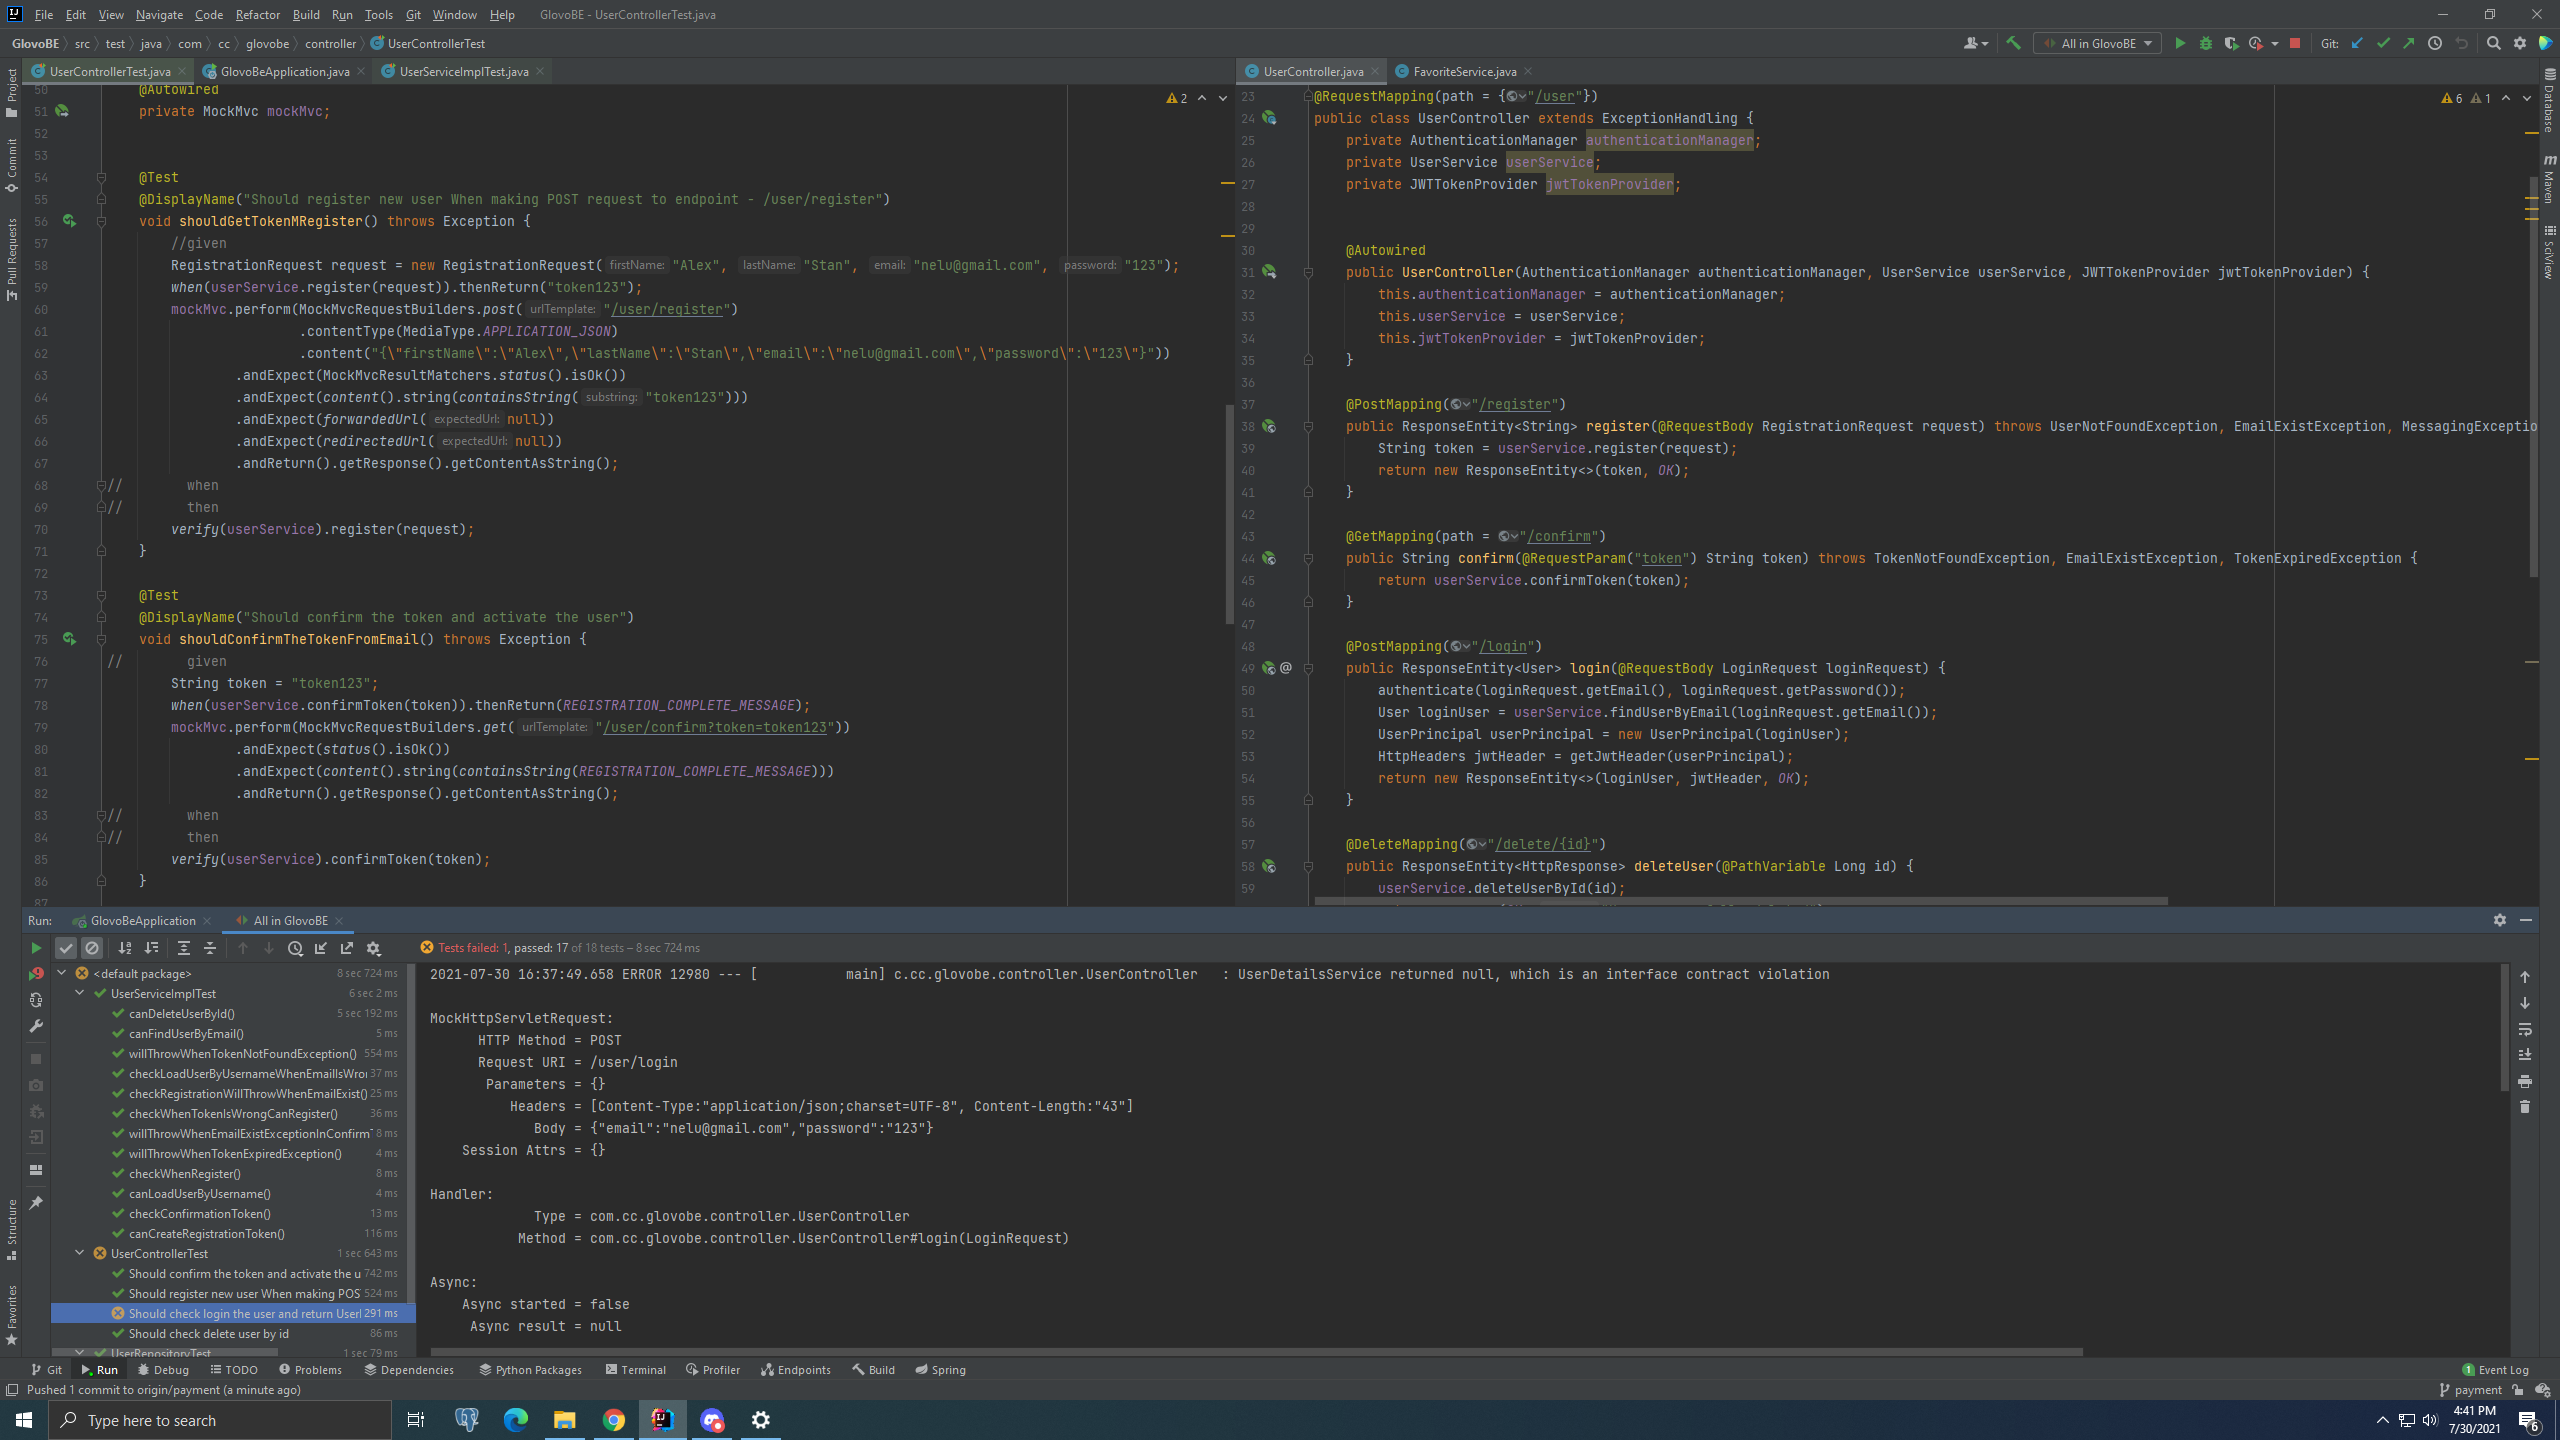 File Edit View Navigate Code Refactor Build Run Tools Git Window Help GlovoBE - UserControllerTest.java
GlovoBE src test java com cc glovobe controller UserControllerTest
All in GlovoBE Git:
UserControllerTest.java GlovoBeApplication.java UserServiceImplTest.java
50 @Autowired
51 private MockMvc mockMvc;
52
53
54 @Test
55 @DisplayName("Should register new user When making POST request to endpoint - /user/register")
56 void shouldGetTokenMRegister() throws Exception {
57 //given
58 RegistrationRequest request = new RegistrationRequest( firstName: "Alex", lastName: "Stan", email: "nelu@gmail.com", password: "123");
59 when(userService.register(request)).thenReturn("token123");
60 mockMvc.perform(MockMvcRequestBuilders.post( urlTemplate: "/user/register")
61 .contentType(MediaType.APPLICATION_JSON)
62 .content("{\"firstName\":\"Alex\",\"lastName\":\"Stan\",\"email\":\"nelu@gmail.com\",\"password\":\"123\"}"))
63 .andExpect(MockMvcResultMatchers.status().isOk())
64 .andExpect(content().string(containsString( substring: "token123")))
65 .andExpect(forwardedUrl( expectedUrl: null))
66 .andExpect(redirectedUrl( expectedUrl: null))
67 .andReturn().getResponse().getContentAsString();
68 // when
69 // then
70 verify(userService).register(request);
71 }
72
73 @Test
74 @DisplayName("Should confirm the token and activate the user")
75 void shouldConfirmTheTokenFromEmail() throws Exception {
76 // given
77 String token = "token123";
78 when(userService.confirmToken(token)).thenReturn(REGISTRATION_COMPLETE_MESSAGE);
79 mockMvc.perform(MockMvcRequestBuilders.get( urlTemplate: "/user/confirm?token=token123"))
80 .andExpect(status().isOk())
81 .andExpect(content().string(containsString(REGISTRATION_COMPLETE_MESSAGE)))
82 .andReturn().getResponse().getContentAsString();
83 // when
84 // then
85 verify(userService).confirmToken(token);
86 }
87
2
UserController.java FavoriteService.java
6 1
23 @RequestMapping(path = {"/user"})
24 public class UserController extends ExceptionHandling {
25 private AuthenticationManager authenticationManager;
26 private UserService userService;
27 private JWTTokenProvider jwtTokenProvider;
28
29
30 @Autowired
31 public UserController(AuthenticationManager authenticationManager, UserService userService, JWTTokenProvider jwtTokenProvider) {
32 this.authenticationManager = authenticationManager;
33 this.userService = userService;
34 this.jwtTokenProvider = jwtTokenProvider;
35 }
36
37 @PostMapping("/register")
38 public ResponseEntity<String> register(@RequestBody RegistrationRequest request) throws UserNotFoundException, EmailExistException, MessagingExceptio
39 String token = userService.register(request);
40 return new ResponseEntity<>(token, OK);
41 }
42
43 @GetMapping(path = "/confirm")
44 public String confirm(@RequestParam("token") String token) throws TokenNotFoundException, EmailExistException, TokenExpiredException {
45 return userService.confirmToken(token);
46 }
47
48 @PostMapping("/login")
49 @ public ResponseEntity<User> login(@RequestBody LoginRequest loginRequest) {
50 authenticate(loginRequest.getEmail(), loginRequest.getPassword());
51 User loginUser = userService.findUserByEmail(loginRequest.getEmail());
52 UserPrincipal userPrincipal = new UserPrincipal(loginUser);
53 HttpHeaders jwtHeader = getJwtHeader(userPrincipal);
54 return new ResponseEntity<>(loginUser, jwtHeader, OK);
55 }
56
57 @DeleteMapping("/delete/{id}")
58 public ResponseEntity<HttpResponse> deleteUser(@PathVariable Long id) {
59 userService.deleteUserById(id);
Project
Commit
Pull Requests
Structure
Favorites
Database
Maven
SciView
Run: GlovoBeApplication All in GlovoBE
Tests failed: 1, passed: 17 of 18 tests – 8 sec 724 ms
<default package> 8 sec 724 ms
UserServiceImplTest 6 sec 2 ms
canDeleteUserById() 5 sec 192 ms
canFindUserByEmail() 5 ms
willThrowWhenTokenNotFoundException() 554 ms
checkLoadUserByUsernameWhenEmailIsWro 37 ms
checkRegistrationWillThrowWhenEmailExist() 25 ms
checkWhenTokenIsWrongCanRegister() 36 ms
willThrowWhenEmailExistExceptionInConfirmT 8 ms
willThrowWhenTokenExpiredException() 4 ms
checkWhenRegister() 8 ms
canLoadUserByUsername() 4 ms
checkConfirmationToken() 13 ms
canCreateRegistrationToken() 116 ms
UserControllerTest 1 sec 643 ms
Should confirm the token and activate the u 742 ms
Should register new user When making POS 524 ms
Should check login the user and return User 291 ms
Should check delete user by id 86 ms
UserRepositoryTest 1 sec 79 ms
2021-07-30 16:37:49.658 ERROR 12980 --- [ main] c.cc.glovobe.controller.UserController : UserDetailsService returned null, which is an interface contract violation
MockHttpServletRequest:
HTTP Method = POST
Request URI = /user/login
Parameters = {}
Headers = [Content-Type:"application/json;charset=UTF-8", Content-Length:"43"]
Body = {"email":"nelu@gmail.com","password":"123"}
Session Attrs = {}
Handler:
Type = com.cc.glovobe.controller.UserController
Method = com.cc.glovobe.controller.UserController#login(LoginRequest)
Async:
Async started = false
Async result = null
Git Run Debug TODO Problems Dependencies Python Packages Terminal Profiler Endpoints Build Spring 1 Event Log
Pushed 1 commit to origin/payment (a minute ago) payment
Type here to search
4:41 PM
7/30/2021
6